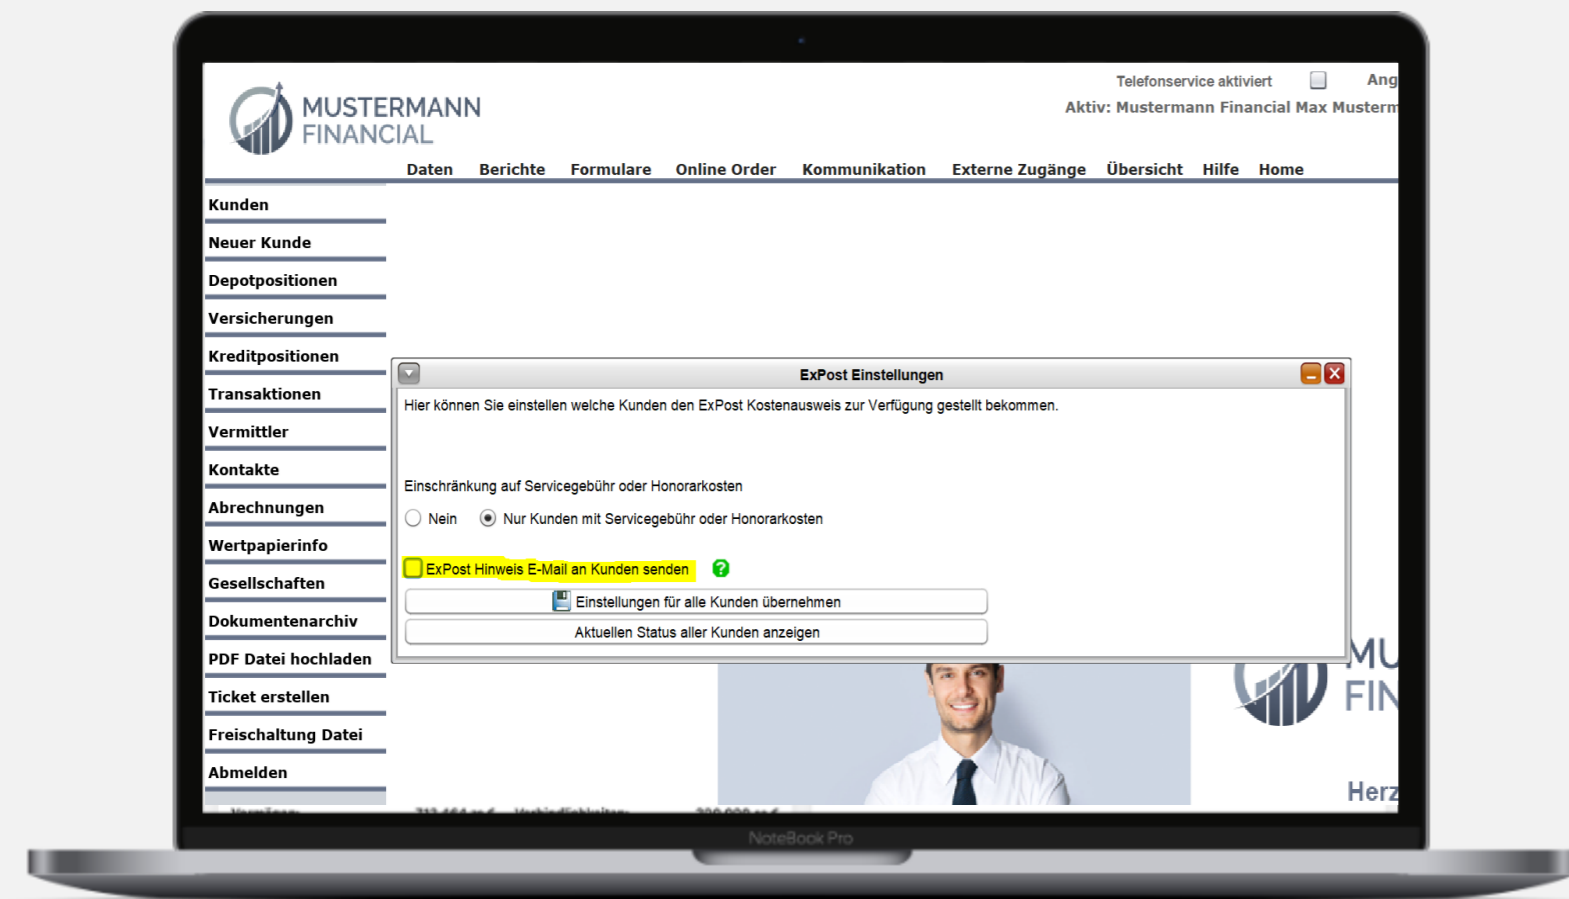 Telefonservice aktiviert Ang
Aktiv: Mustermann Financial Max Musterm
MUSTERMANN
FINANCIAL
Daten Berichte Formulare Online Order Kommunikation Externe Zugänge Übersicht Hilfe Home
Kunden
Neuer Kunde
Depotpositionen
Versicherungen
Kreditpositionen
Transaktionen
Vermittler
Kontakte
Abrechnungen
Wertpapierinfo
Gesellschaften
Dokumentenarchiv
PDF Datei hochladen
Ticket erstellen
Freischaltung Datei
Abmelden
ExPost Einstellungen
Hier können Sie einstellen welche Kunden den ExPost Kostenausweis zur Verfügung gestellt bekommen.
Einschränkung auf Servicegebühr oder Honorarkosten
Nein Nur Kunden mit Servicegebühr oder Honorarkosten
ExPost Hinweis E-Mail an Kunden senden ?
Einstellungen für alle Kunden übernehmen
Aktuellen Status aller Kunden anzeigen
MU
FIN
Herz
NoteBook Pro